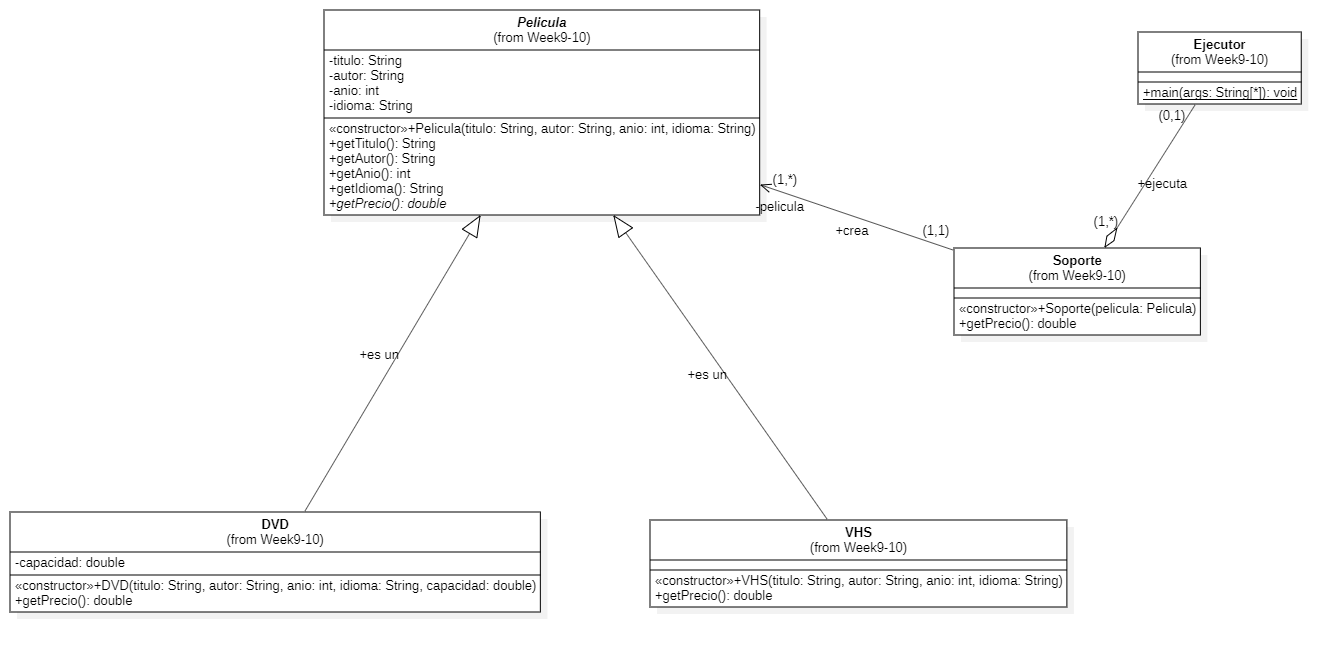 Pelicula
(from Week9-10)
-titulo: String
-autor: String
-anio: int
-idioma: String
«constructor»+Pelicula(titulo: String, autor: String, anio: int, idioma: String)
+getTitulo(): String
+getAutor(): String
+getAnio(): int
+getIdioma(): String
+getPrecio(): double
Ejecutor
(from Week9-10)
+main(args: String[*]): void
(0,1)
+ejecuta
(1,*)
(1,*)
-pelicula
+crea
(1,1)
Soporte
(from Week9-10)
«constructor»+Soporte(pelicula: Pelicula)
+getPrecio(): double
+es un
+es un
DVD
(from Week9-10)
-capacidad: double
«constructor»+DVD(titulo: String, autor: String, anio: int, idioma: String, capacidad: double)
+getPrecio(): double
VHS
(from Week9-10)
«constructor»+VHS(titulo: String, autor: String, anio: int, idioma: String)
+getPrecio(): double